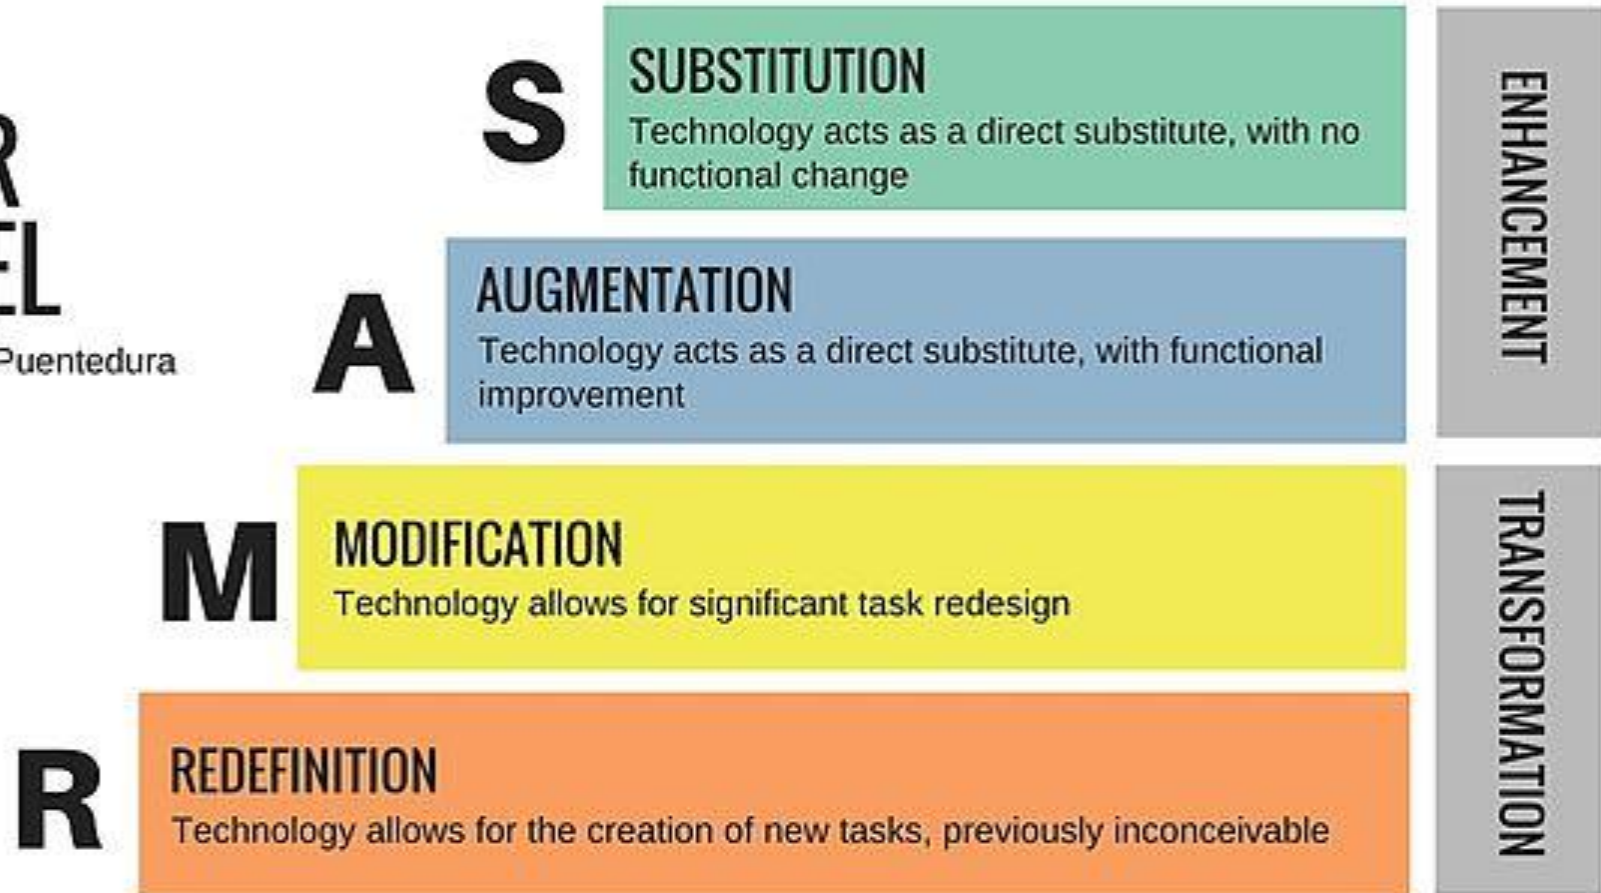 S
SUBSTITUTION
Technology acts as a direct substitute, with no
functional change
R
EL
Puentedura
A
AUGMENTATION
Technology acts as a direct substitute, with functional
improvement
ENHANCEMENT
M
MODIFICATION
Technology allows for significant task redesign
R
REDEFINITION
Technology allows for the creation of new tasks, previously inconceivable
TRANSFORMATION